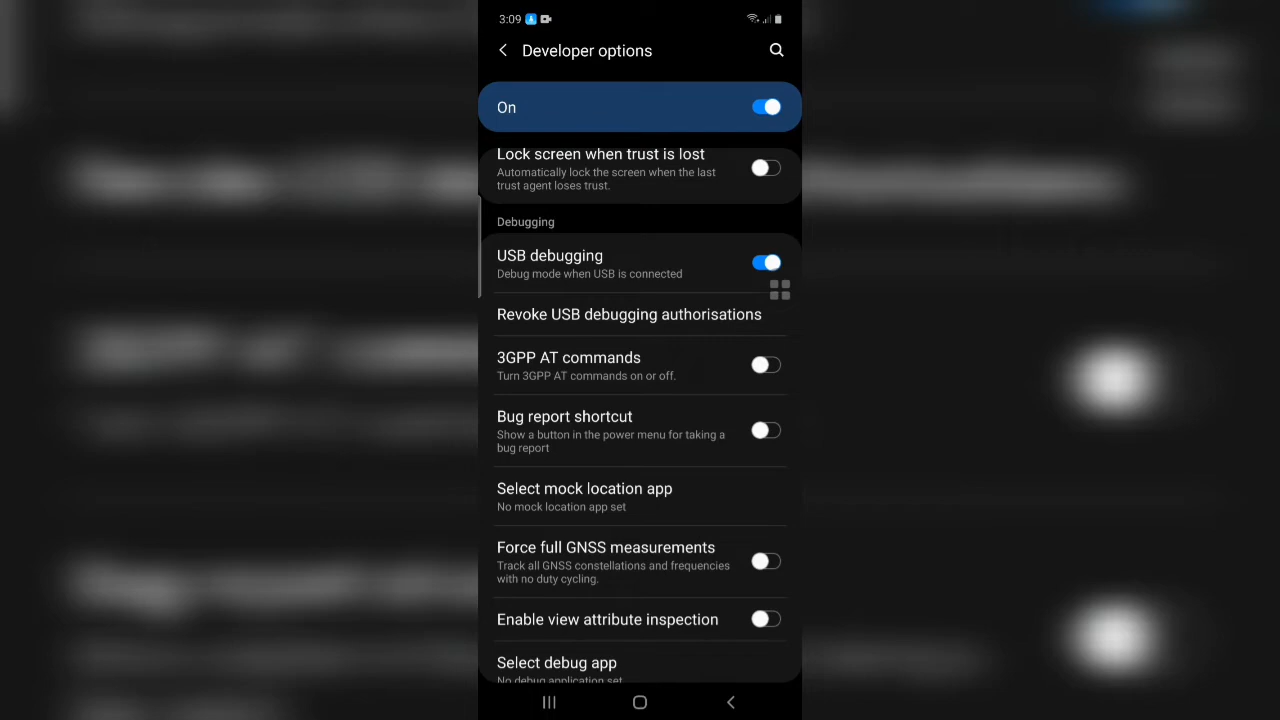 3:09
Developer options
On
Lock screen when trust is lost
Automatically lock the screen when the last
trust agent loses trust.
Debugging
USB debugging
Debug mode when USB is connected
Revoke USB debugging authorisations
3GPP AT commands
Turn 3GPP AT commands on or off.
Bug report shortcut
Show a button in the power menu for taking a
bug report
Select mock location app
No mock location app set
Force full GNSS measurements
Track all GNSS constellations and frequencies
with no duty cycling.
Enable view attribute inspection
Select debug app
No debug application set